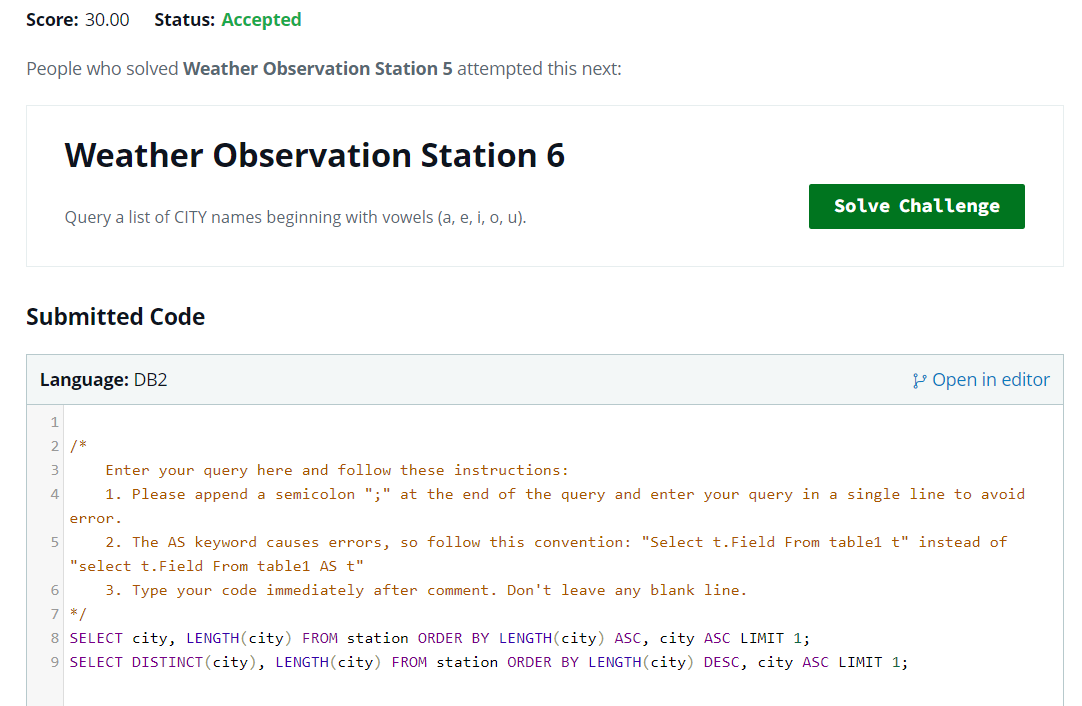 Score: 30.00 Status: Accepted
People who solved Weather Observation Station 5 attempted this next:
Weather Observation Station 6
Query a list of CITY names beginning with vowels (a, e, i, o, u).
Solve Challenge
Submitted Code
Language: DB2 Open in editor
1
2 /*
3 Enter your query here and follow these instructions:
4 1. Please append a semicolon ";" at the end of the query and enter your query in a single line to avoid
error.
5 2. The AS keyword causes errors, so follow this convention: "Select t.Field From table1 t" instead of
"select t.Field From table1 AS t"
6 3. Type your code immediately after comment. Don't leave any blank line.
7 */
8 SELECT city, LENGTH(city) FROM station ORDER BY LENGTH(city) ASC, city ASC LIMIT 1;
9 SELECT DISTINCT(city), LENGTH(city) FROM station ORDER BY LENGTH(city) DESC, city ASC LIMIT 1;